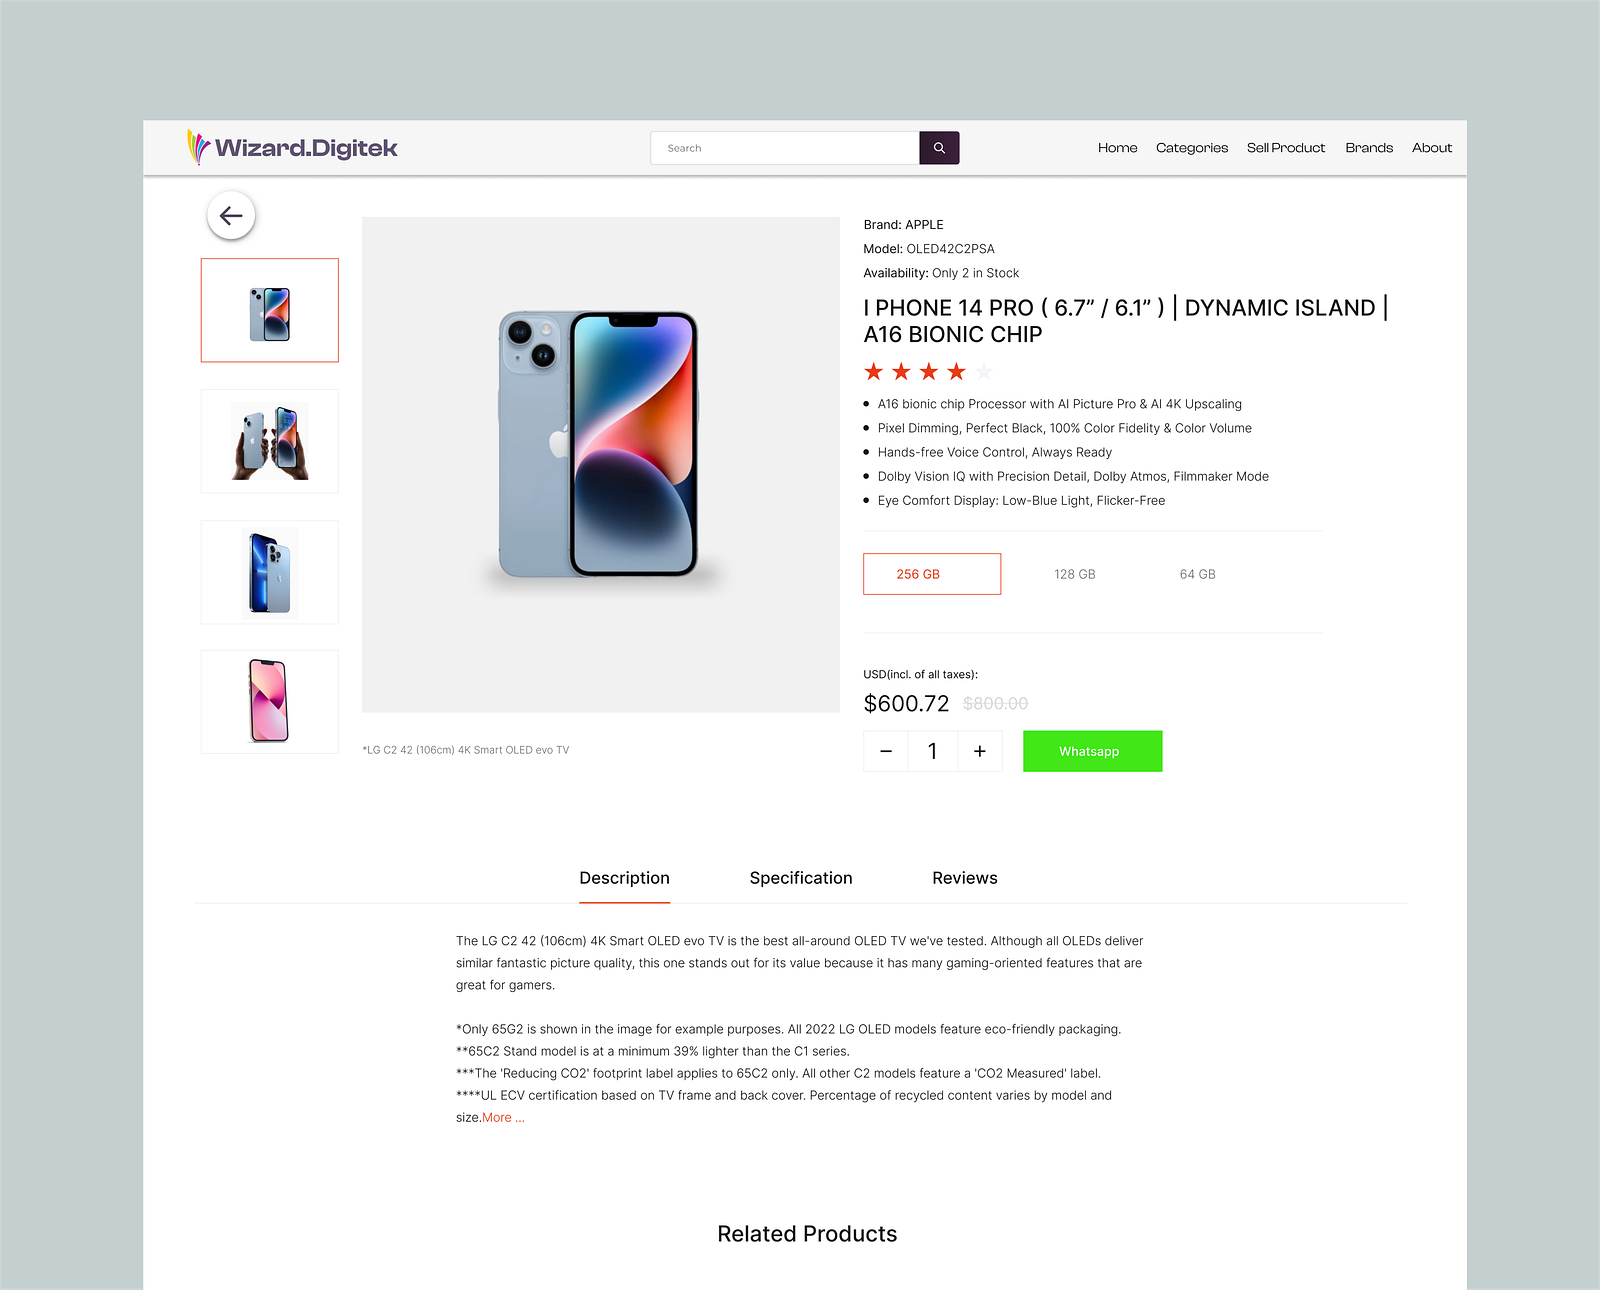 Wizard.Digitek
Search
Home Categories Sell Product Brands About
Brand: APPLE
Model: OLED42C2PSA
Availability: Only 2 in Stock
I PHONE 14 PRO ( 6.7” / 6.1” ) | DYNAMIC ISLAND |
A16 BIONIC CHIP
A16 bionic chip Processor with AI Picture Pro & AI 4K Upscaling
Pixel Dimming, Perfect Black, 100% Color Fidelity & Color Volume
Hands-free Voice Control, Always Ready
Dolby Vision IQ with Precision Detail, Dolby Atmos, Filmmaker Mode
Eye Comfort Display: Low-Blue Light, Flicker-Free
256 GB 128 GB 64 GB
USD(incl. of all taxes):
$600.72 $800.00
− 1 + Whatsapp
*LG C2 42 (106cm) 4K Smart OLED evo TV
Description Specification Reviews
The LG C2 42 (106cm) 4K Smart OLED evo TV is the best all-around OLED TV we've tested. Although all OLEDs deliver
similar fantastic picture quality, this one stands out for its value because it has many gaming-oriented features that are
great for gamers.
*Only 65G2 is shown in the image for example purposes. All 2022 LG OLED models feature eco-friendly packaging.
**65C2 Stand model is at a minimum 39% lighter than the C1 series.
***The 'Reducing CO2' footprint label applies to 65C2 only. All other C2 models feature a 'CO2 Measured' label.
****UL ECV certification based on TV frame and back cover. Percentage of recycled content varies by model and
size.More ...
Related Products